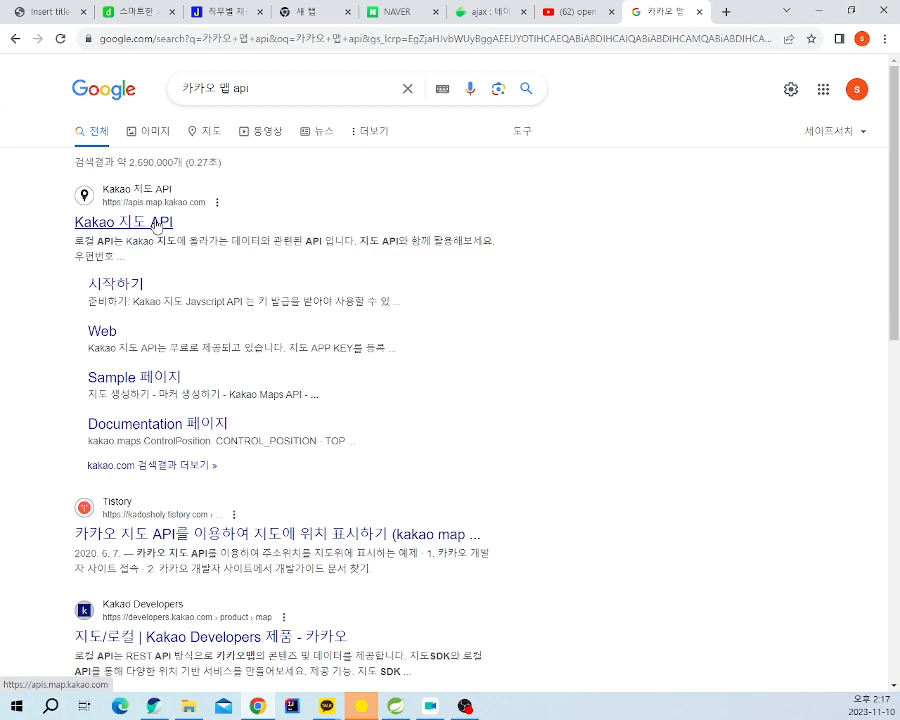 Insert title
스마트한
직무별 재
새 탭
NAVER
ajax : 네이
(62) open
카카오 맵
google.com/search?q=카카오+맵+api&oq=카카오+맵+api&gs_lcrp=EgZjaHJvbWUyBggAEEUYOTIHCAEQABiABDIHCAIQABiABDIHCAMQABiABDIHCA...
S
Google
카카오 맵 api
S
전체
이미지
지도
동영상
뉴스
더보기
도구
세이프서치
검색결과 약 2,690,000개 (0.27초)
Kakao 지도 API
https://apis.map.kakao.com
Kakao 지도 API
로컬 API는 Kakao 지도에 올라가는 데이터와 관련된 API 입니다. 지도 API와 함께 활용해보세요.
우편번호 ...
시작하기
준비하기. Kakao 지도 Javscript API 는 키 발급을 받아야 사용할 수 있 ...
Web
Kakao 지도 API는 무료로 제공되고 있습니다. 지도 APP KEY를 등록 ...
Sample 페이지
지도 생성하기 - 마커 생성하기 - Kakao Maps API - ...
Documentation 페이지
kakao.maps.ControlPosition. CONTROL_POSITION · TOP ...
kakao.com 검색결과 더보기 »
Tistory
https://kadosholy.tistory.com › ...
카카오 지도 API를 이용하여 지도에 위치 표시하기 (kakao map ...
2020. 6. 7. — 카카오 지도 API를 이용하여 주소위치를 지도위에 표시하는 예제 · 1. 카카오 개발
자 사이트 접속 · 2. 카카오 개발자 사이트에서 개발가이드 문서 찾기.
k
Kakao Developers
https://developers.kakao.com › product › map
지도/로컬 | Kakao Developers 제품 - 카카오
로컬 API는 REST API 방식으로 카카오맵의 콘텐츠 및 데이터를 제공합니다. 지도SDK와 로컬
API를 통해 다양한 위치 기반 서비스를 만들어보세요. 제공 기능. 지도 SDK ...
https://apis.map.kakao.com
TALK
오후 2:17
2023-11-10